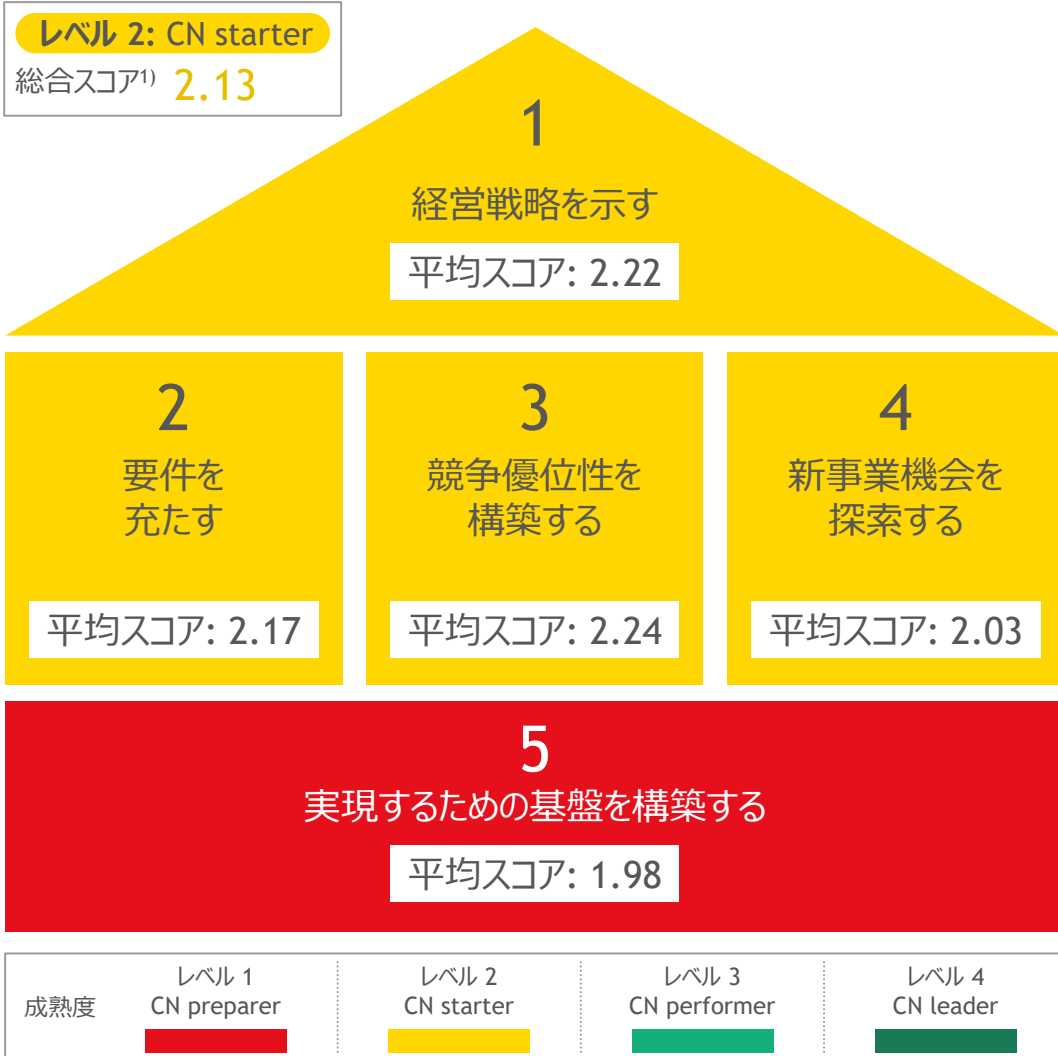 レベル 2: CN starter
総合スコア1) 2.13
1
経営戦略を示す
平均スコア: 2.22
2
要件を
充たす
平均スコア: 2.17
3
競争優位性を
構築する
平均スコア: 2.24
4
新事業機会を
探索する
平均スコア: 2.03
5
実現するための基盤を構築する
平均スコア: 1.98
成熟度
レベル 1
CN preparer
レベル 2
CN starter
レベル 3
CN performer
レベル 4
CN leader